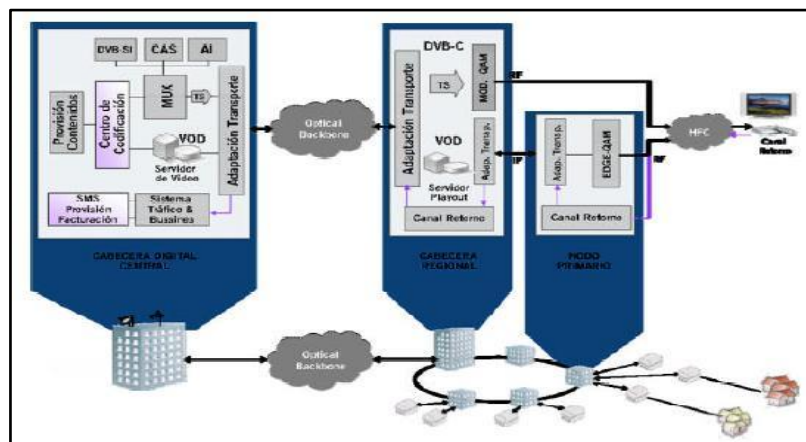 DVB-SI
CAS
AI
MUX
TS
Provisión
Contenidos
Centro de
Codificación
VOD
Servidor
de Video
Adaptación Transporte
SMS
Provisión
Facturación
Sistema
Tráfico &
Bussines
CABECERA DIGITAL
CENTRAL
Optical
Backbone
DVB-C
Adaptación Transporte
TS
MOD. QAM
RF
VOD
Servidor
Playout
Adap. Transp.
Canal Retorno
CABECERA
REGIONAL
IP
Adap. Transp.
EDGE-QAM
RF
Canal Retorno
NODO
PRIMARIO
HFC
Canal
Retorno
Optical
Backbone